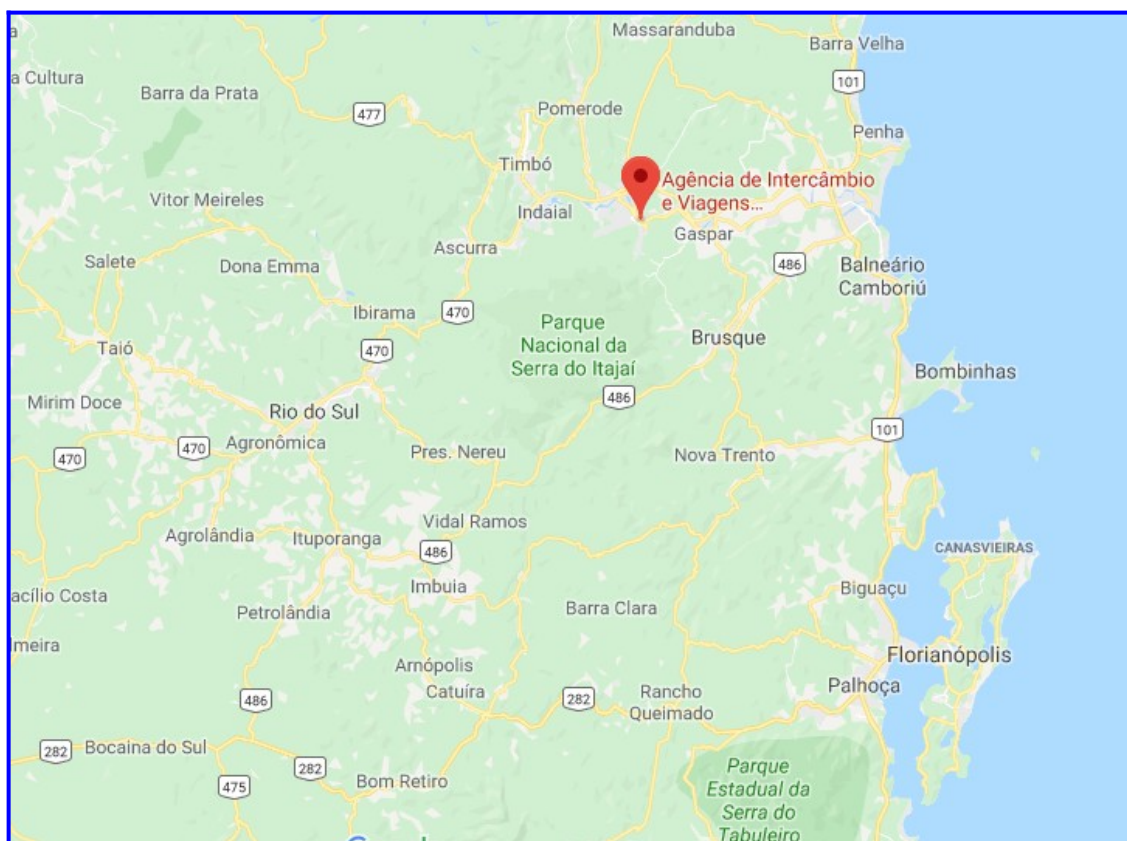 a
Massaranduba
Barra Velha
a Cultura
101
Barra da Prata
Pomerode
477
Penha
Timbó
Agência de Intercâmbio
e Viagens...
Vitor Meireles
Indaial
Gaspar
Ascurra
Salete
Dona Emma
486
Balneário
Camboriú
Ibirama
470
Parque
Nacional da
Serra do Itajaí
Brusque
Taió
470
Bombinhas
486
Mirim Doce
Rio do Sul
101
Agronômica
470
470
Pres. Nereu
Nova Trento
Vidal Ramos
Agrolândia
Ituporanga
486
CANASVIEIRAS
Imbuia
Biguaçu
acílio Costa
Petrolândia
Barra Clara
lmeira
Florianópolis
Arnópolis
Palhoça
Catuíra
486
282
Rancho
Queimado
282
Bocaina do Sul
282
Bom Retiro
475
Parque
Estadual da
Serra do
Tabuleiro